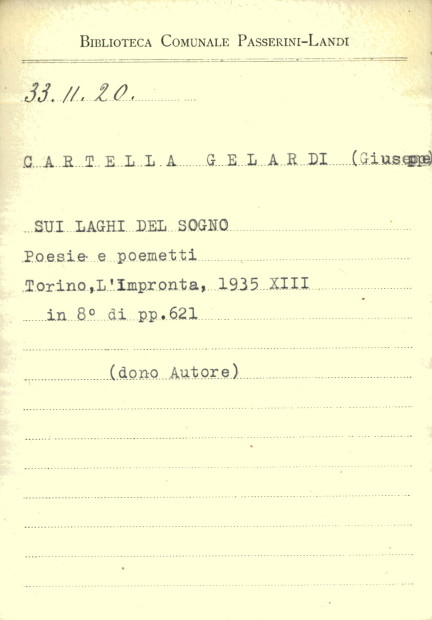 BIBLIOTECA COMUNALE PASSERINI-LANDI
33.11.20.
CARTELLA GELARDI (Giuseppe)
SUI LAGHI DEL SOGNO
Poesie e poemetti
Torino,L'Impronta, 1935 XIII
in 8º di pp.621
(dono Autore)